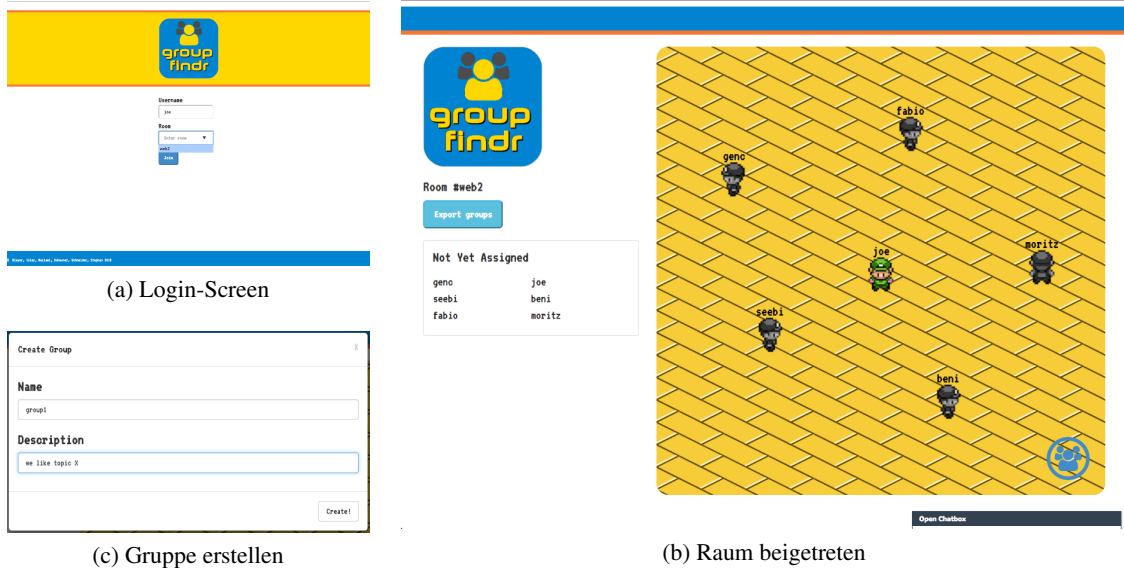 group
findr
Username
joe
Room
Enter room
web2
Join
(a) Login-Screen
Create Group
X
Name
group1
Description
we like topic X
Create!
(c) Gruppe erstellen
group
findr
Room #web2
Export groups
Not Yet Assigned
genc joe
seebi beni
fabio moritz
fabio
genc
joe
moritz
seebi
beni
Open Chatbox
(b) Raum beigetreten